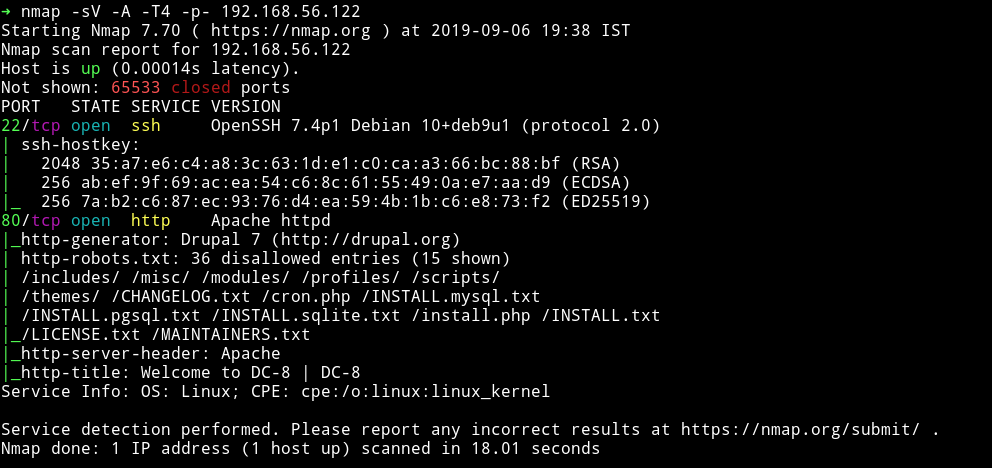 ➜ nmap -sV -A -T4 -p- 192.168.56.122
Starting Nmap 7.70 ( https://nmap.org ) at 2019-09-06 19:38 IST
Nmap scan report for 192.168.56.122
Host is up (0.00014s latency).
Not shown: 65533 closed ports
PORT   STATE SERVICE VERSION
22/tcp open  ssh     OpenSSH 7.4p1 Debian 10+deb9u1 (protocol 2.0)
| ssh-hostkey:
|   2048 35:a7:e6:c4:a8:3c:63:1d:e1:c0:ca:a3:66:bc:88:bf (RSA)
|   256 ab:ef:9f:69:ac:ea:54:c6:8c:61:55:49:0a:e7:aa:d9 (ECDSA)
|_  256 7a:b2:c6:87:ec:93:76:d4:ea:59:4b:1b:c6:e8:73:f2 (ED25519)
80/tcp open  http    Apache httpd
|_http-generator: Drupal 7 (http://drupal.org)
| http-robots.txt: 36 disallowed entries (15 shown)
| /includes/ /misc/ /modules/ /profiles/ /scripts/
| /themes/ /CHANGELOG.txt /cron.php /INSTALL.mysql.txt
| /INSTALL.pgsql.txt /INSTALL.sqlite.txt /install.php /INSTALL.txt
|_/LICENSE.txt /MAINTAINERS.txt
|_http-server-header: Apache
|_http-title: Welcome to DC-8 | DC-8
Service Info: OS: Linux; CPE: cpe:/o:linux:linux_kernel
Service detection performed. Please report any incorrect results at https://nmap.org/submit/ .
Nmap done: 1 IP address (1 host up) scanned in 18.01 seconds